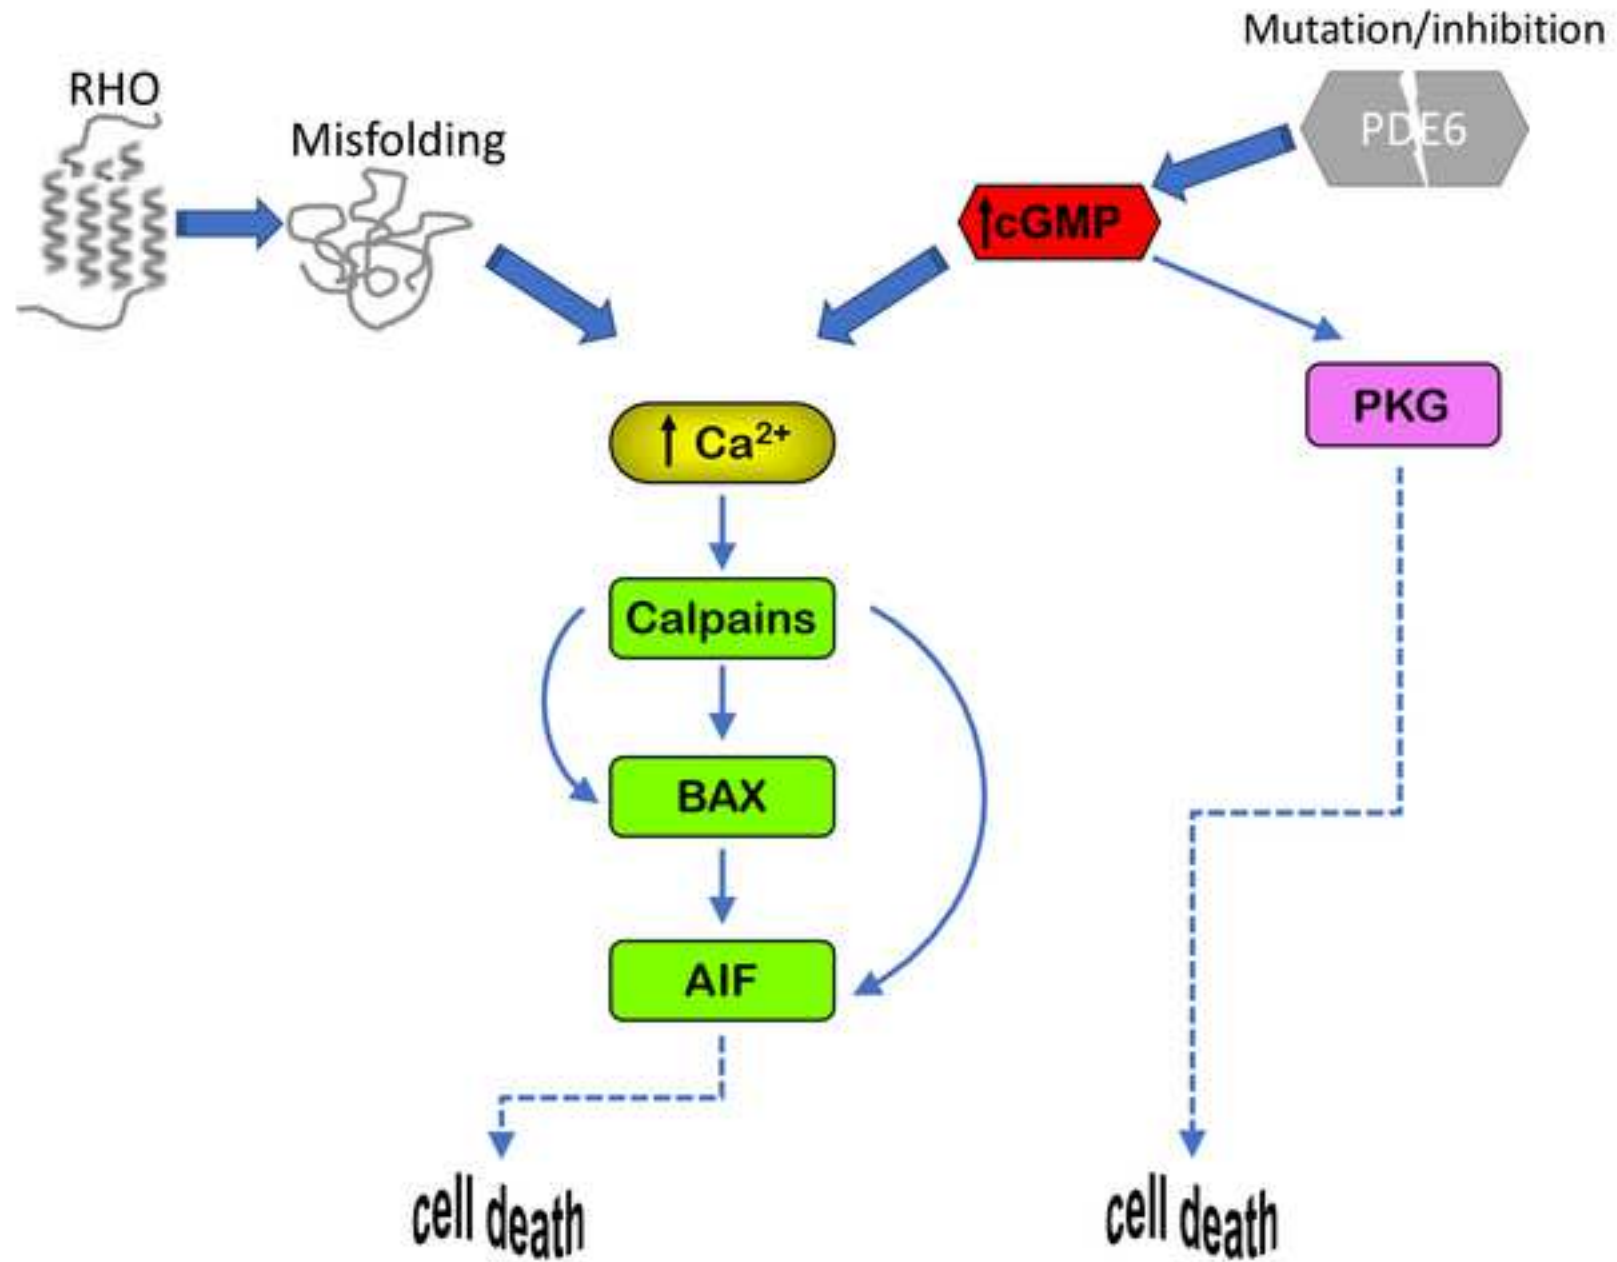 Mutation/inhibition
RHO
Misfolding
PDE6
↑cGMP
↑ Ca²⁺
PKG
Calpains
BAX
AIF
cell death
cell death